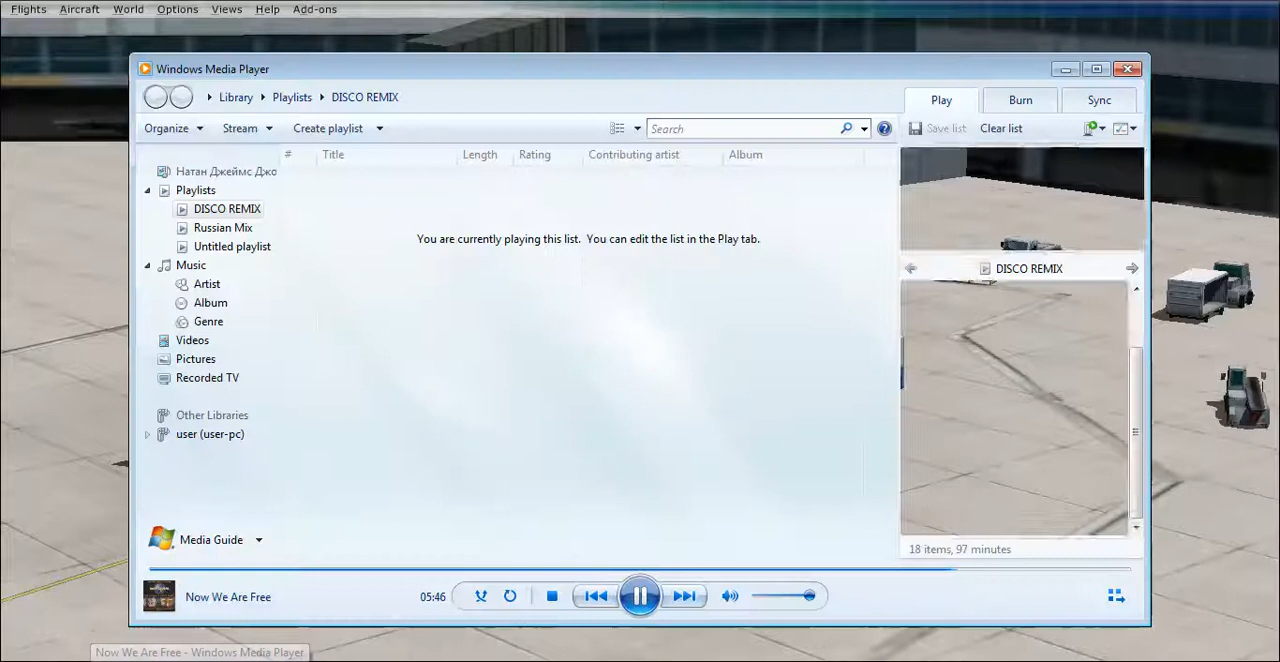 Flights Aircraft World Options Views Help Add-ons
Windows Media Player
Library Playlists DISCO REMIX
Play Burn Sync
Organize Stream Create playlist Search Save list Clear list
# Title Length Rating Contributing artist Album
Натан Джеймс Джо
Playlists
DISCO REMIX
Russian Mix
Untitled playlist
Music
Artist
Album
Genre
Videos
Pictures
Recorded TV
Other Libraries
user (user-pc)
You are currently playing this list. You can edit the list in the Play tab.
DISCO REMIX
18 items, 97 minutes
Media Guide
Now We Are Free 05:46
Now We Are Free - Windows Media Player